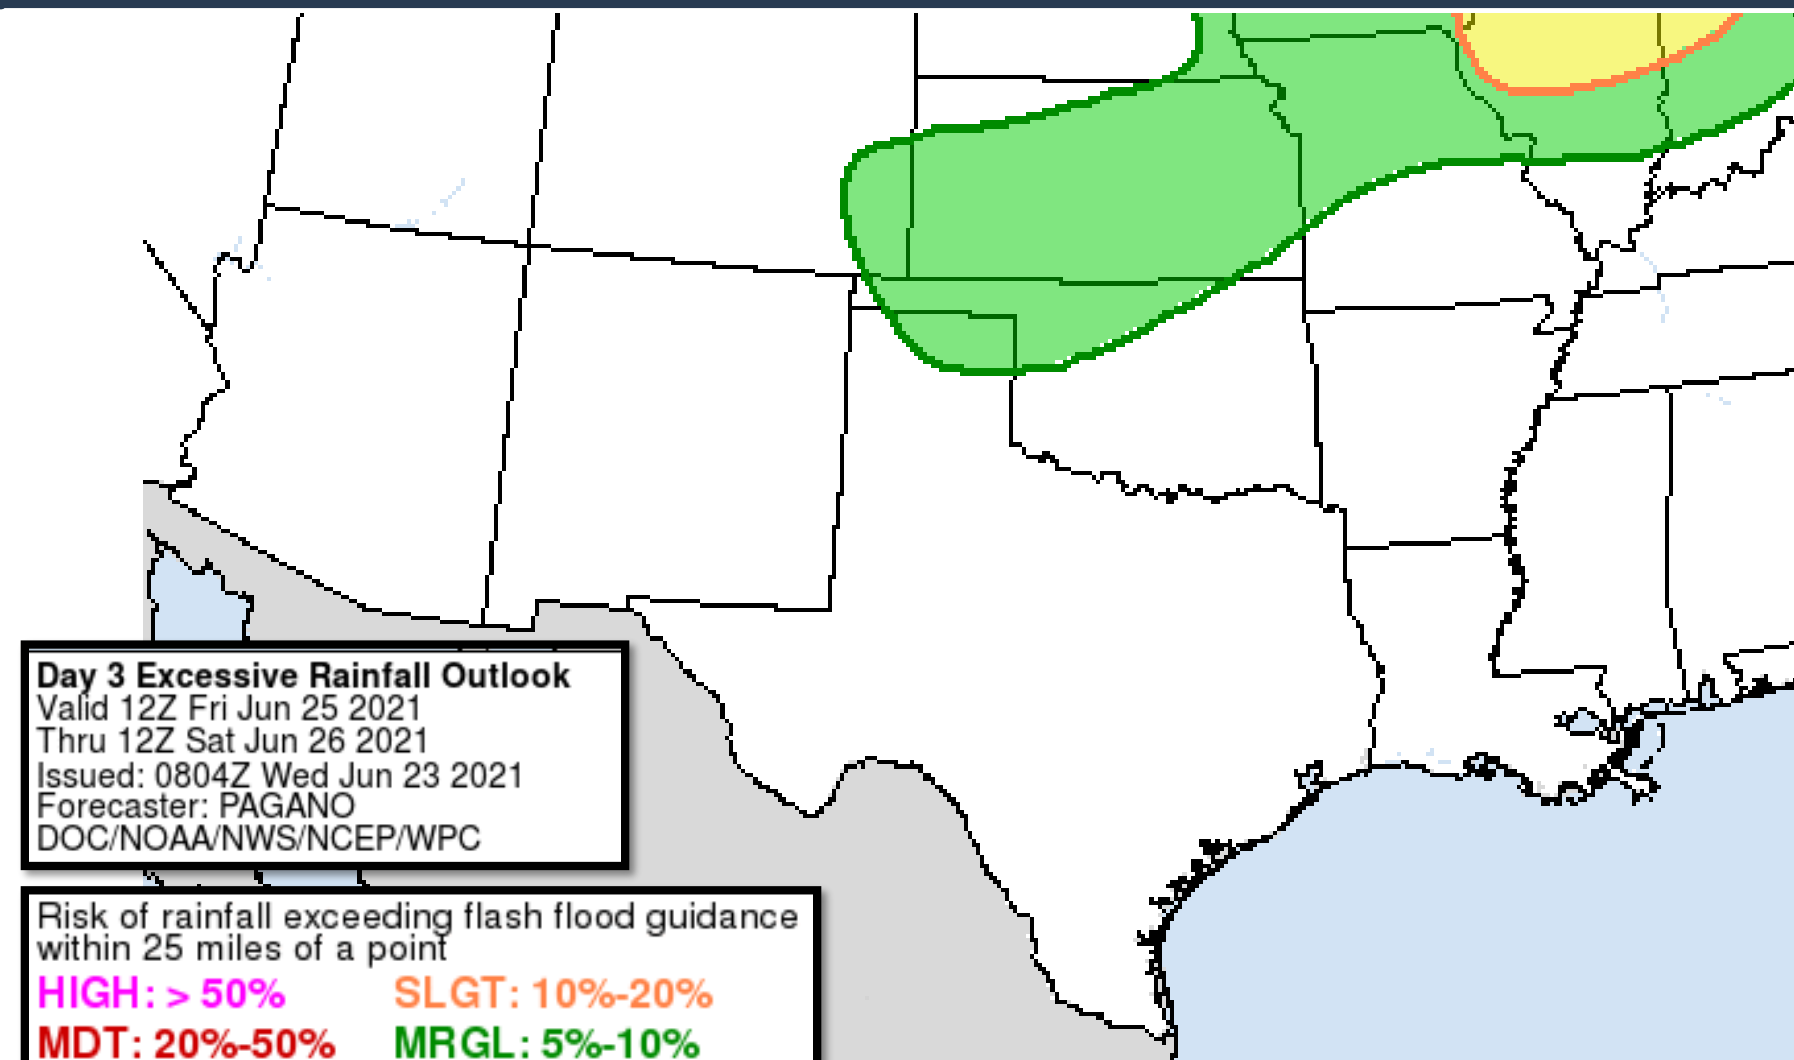 Day 3 Excessive Rainfall Outlook
Valid 12Z Fri Jun 25 2021
Thru 12Z Sat Jun 26 2021
Issued: 0804Z Wed Jun 23 2021
Forecaster: PAGANO
DOC/NOAA/NWS/NCEP/WPC
Risk of rainfall exceeding flash flood guidance
within 25 miles of a point
HIGH: > 50% SLGT: 10%-20%
MDT: 20%-50% MRGL: 5%-10%